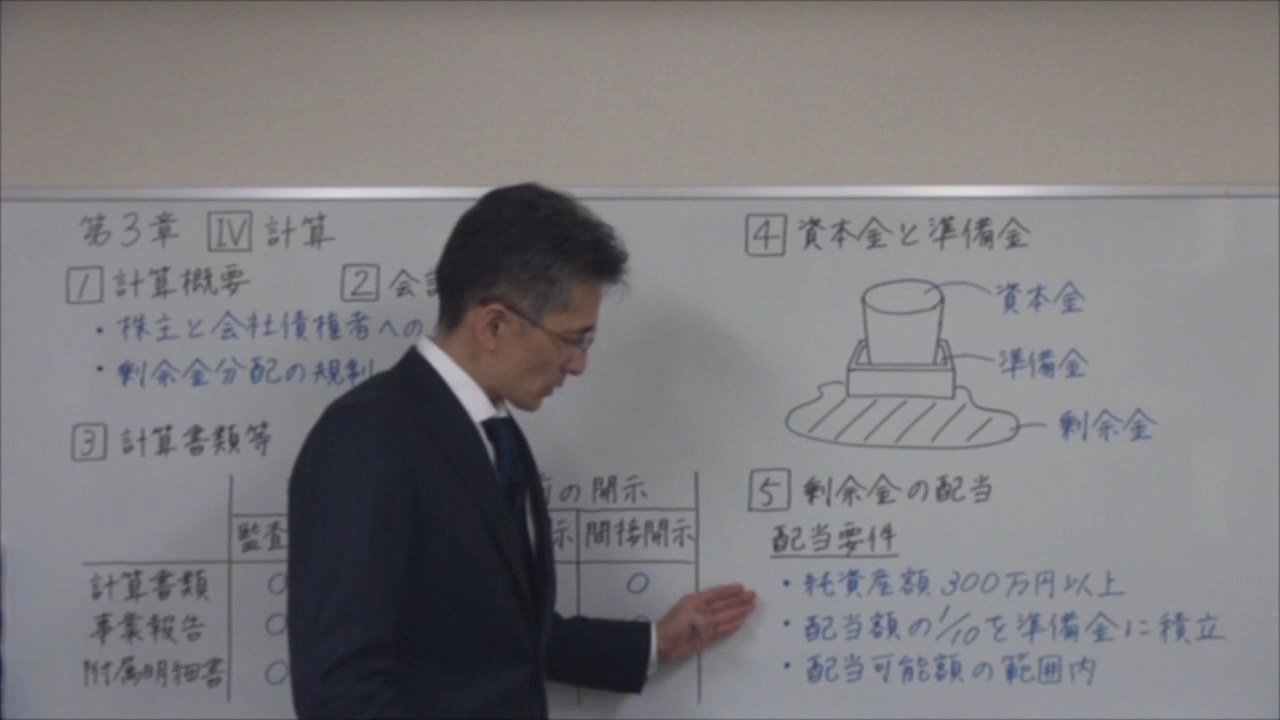 第3章 Ⅳ 計算
1 計算概要 2 会
・株主と会社債権者への
・剰余金分配の規制
3 計算書類等
の開示
監査 示 間接開示
計算書類 ○ ○
事業報告 ○
附属明細書 ○
4 資本金と準備金
資本金
準備金
剰余金
5 剰余金の配当
配当要件
・純資産額300万円以上
・配当額の1/10を準備金に積立
・配当可能額の範囲内